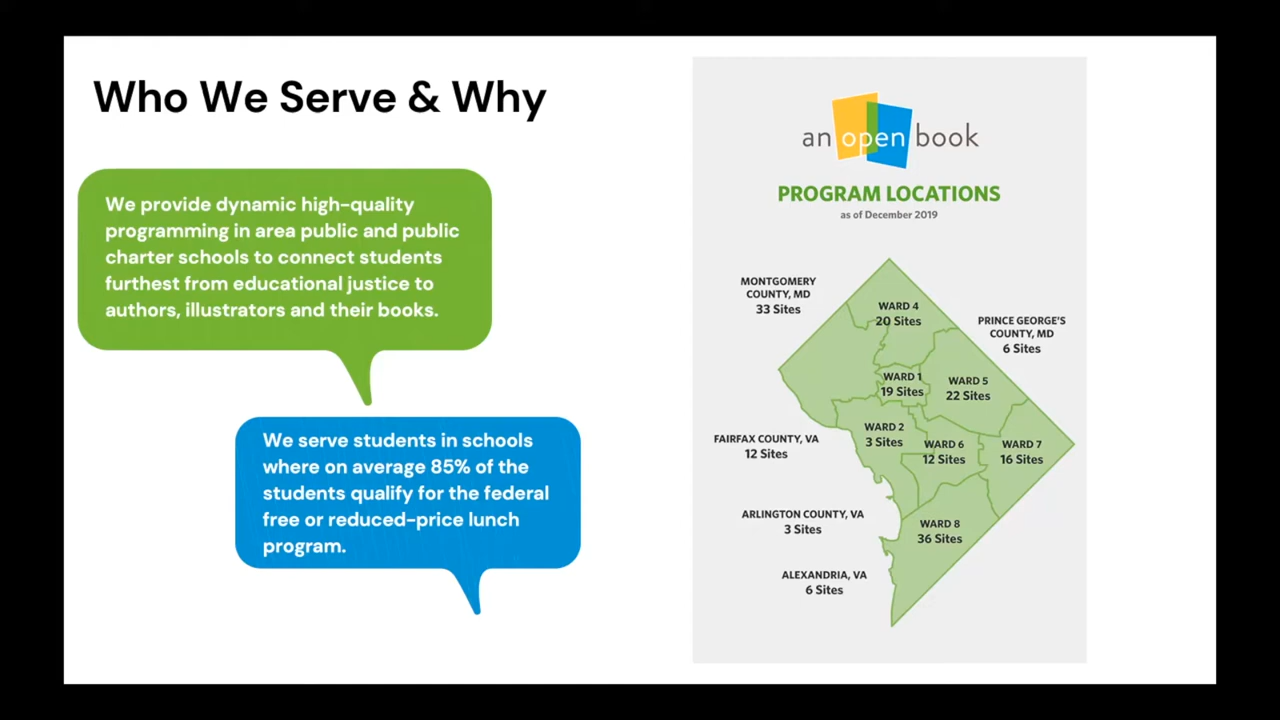 Who We Serve & Why
We provide dynamic high-quality
programming in area public and public
charter schools to connect students
furthest from educational justice to
authors, illustrators and their books.
We serve students in schools
where on average 85% of the
students qualify for the federal
free or reduced-price lunch
program.
an open book
PROGRAM LOCATIONS
as of December 2019
MONTGOMERY
COUNTY, MD
33 Sites
WARD 4
20 Sites
PRINCE GEORGE'S
COUNTY, MD
6 Sites
WARD 1
19 Sites
WARD 5
22 Sites
WARD 2
3 Sites
FAIRFAX COUNTY, VA
12 Sites
WARD 6
12 Sites
WARD 7
16 Sites
ARLINGTON COUNTY, VA
3 Sites
WARD 8
36 Sites
ALEXANDRIA, VA
6 Sites